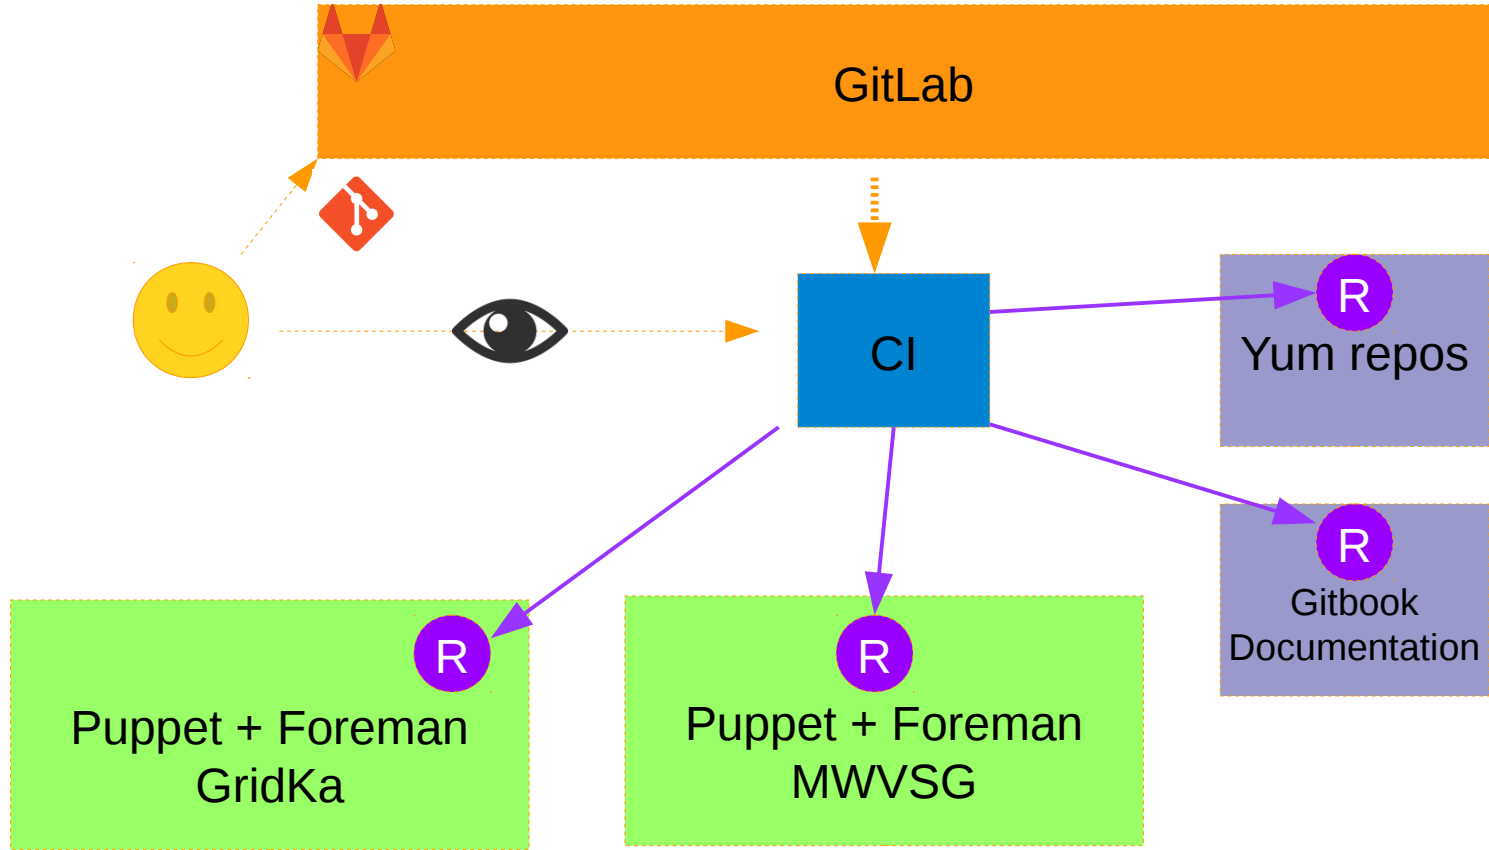 GitLab
CI
R
Yum repos
R
Gitbook
Documentation
R
Puppet + Foreman
GridKa
R
Puppet + Foreman
MWVSG